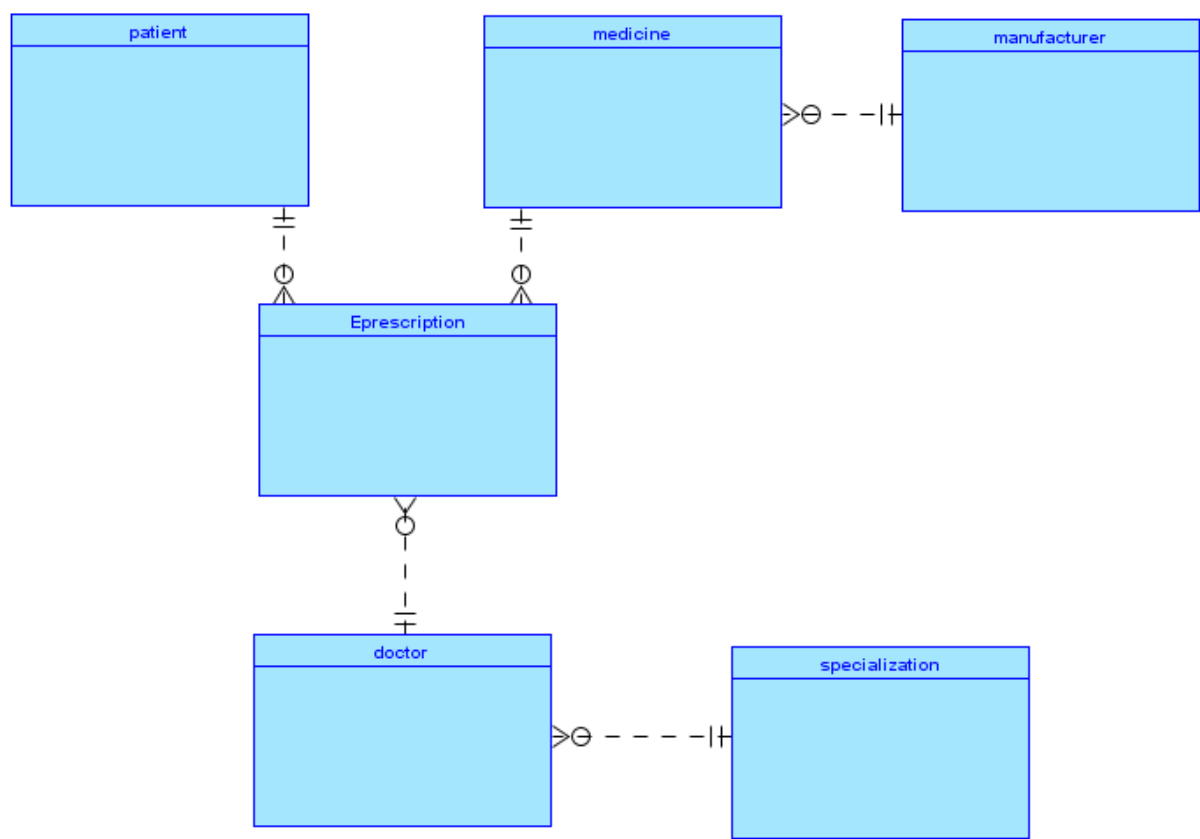 patient
medicine
manufacturer
Eprescription
doctor
specialization